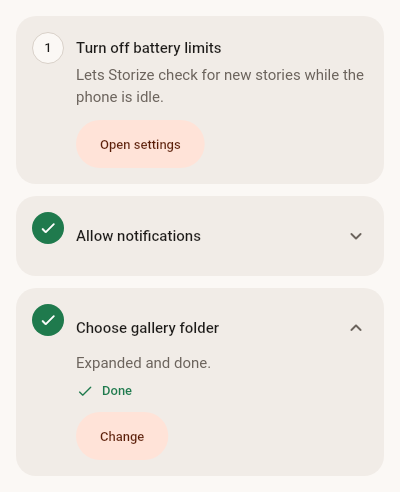 1
Turn off battery limits
Lets Storize check for new stories while the
phone is idle.
Open settings
Allow notifications
Choose gallery folder
Expanded and done.
Done
Change